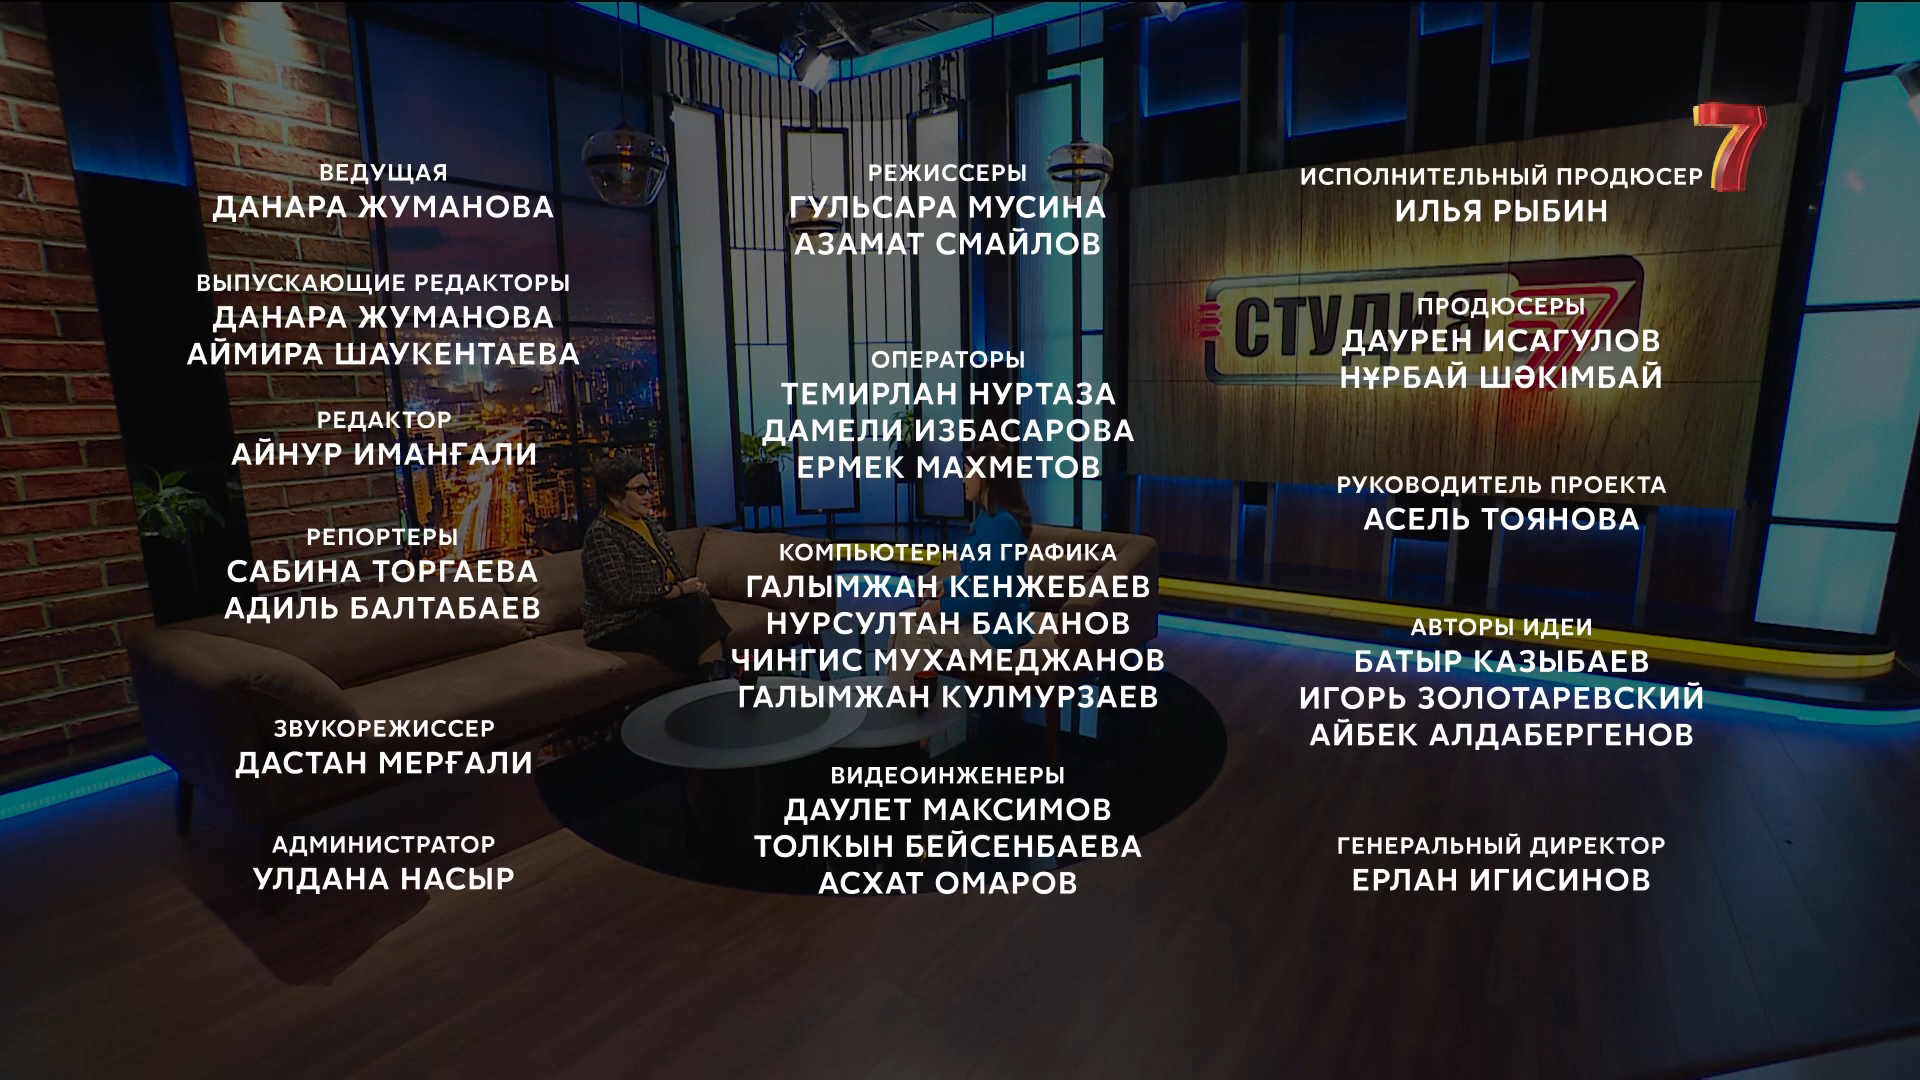 ВЕДУЩАЯ
ДАНАРА ЖУМАНОВА
ВЫПУСКАЮЩИЕ РЕДАКТОРЫ
ДАНАРА ЖУМАНОВА
АЙМИРА ШАУКЕНТАЕВА
РЕДАКТОР
АЙНУР ИМАНҒАЛИ
РЕПОРТЕРЫ
САБИНА ТОРГАЕВА
АДИЛЬ БАЛТАБАЕВ
ЗВУКОРЕЖИССЕР
ДАСТАН МЕРҒАЛИ
АДМИНИСТРАТОР
УЛДАНА НАСЫР
РЕЖИССЕРЫ
ГУЛЬСАРА МУСИНА
АЗАМАТ СМАЙЛОВ
ОПЕРАТОРЫ
ТЕМИРЛАН НУРТАЗА
ДАМЕЛИ ИЗБАСАРОВА
ЕРМЕК МАХМЕТОВ
КОМПЬЮТЕРНАЯ ГРАФИКА
ГАЛЫМЖАН КЕНЖЕБАЕВ
НУРСУЛТАН БАКАНОВ
ЧИНГИС МУХАМЕДЖАНОВ
ГАЛЫМЖАН КУЛМУРЗАЕВ
ВИДЕОИНЖЕНЕРЫ
ДАУЛЕТ МАКСИМОВ
ТОЛКЫН БЕЙСЕНБАЕВА
АСХАТ ОМАРОВ
7
ИСПОЛНИТЕЛЬНЫЙ ПРОДЮСЕР
ИЛЬЯ РЫБИН
СТУДИЯ 7
ПРОДЮСЕРЫ
ДАУРЕН ИСАГУЛОВ
НҰРБАЙ ШӘКІМБАЙ
РУКОВОДИТЕЛЬ ПРОЕКТА
АСЕЛЬ ТОЯНОВА
АВТОРЫ ИДЕИ
БАТЫР КАЗЫБАЕВ
ИГОРЬ ЗОЛОТАРЕВСКИЙ
АЙБЕК АЛДАБЕРГЕНОВ
ГЕНЕРАЛЬНЫЙ ДИРЕКТОР
ЕРЛАН ИГИСИНОВ